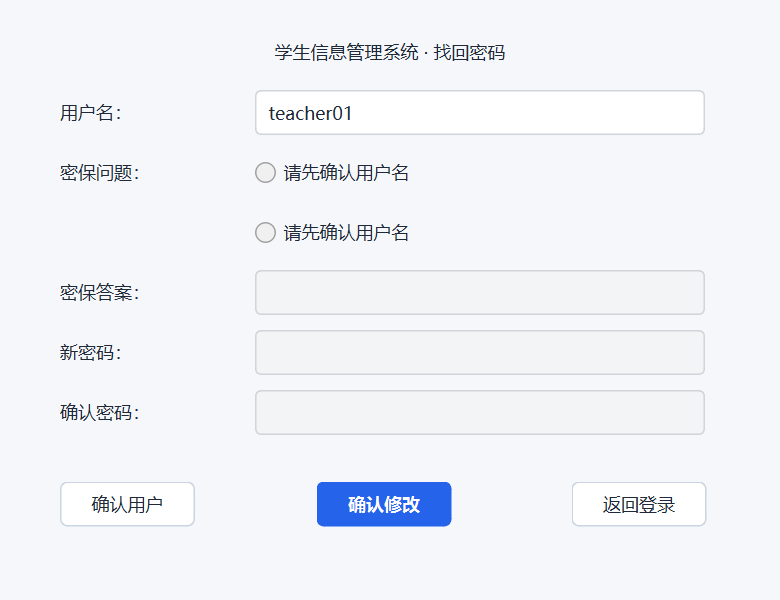 学生信息管理系统 · 找回密码
用户名：
teacher01
密保问题：
请先确认用户名
请先确认用户名
密保答案：
新密码：
确认密码：
确认用户
确认修改
返回登录